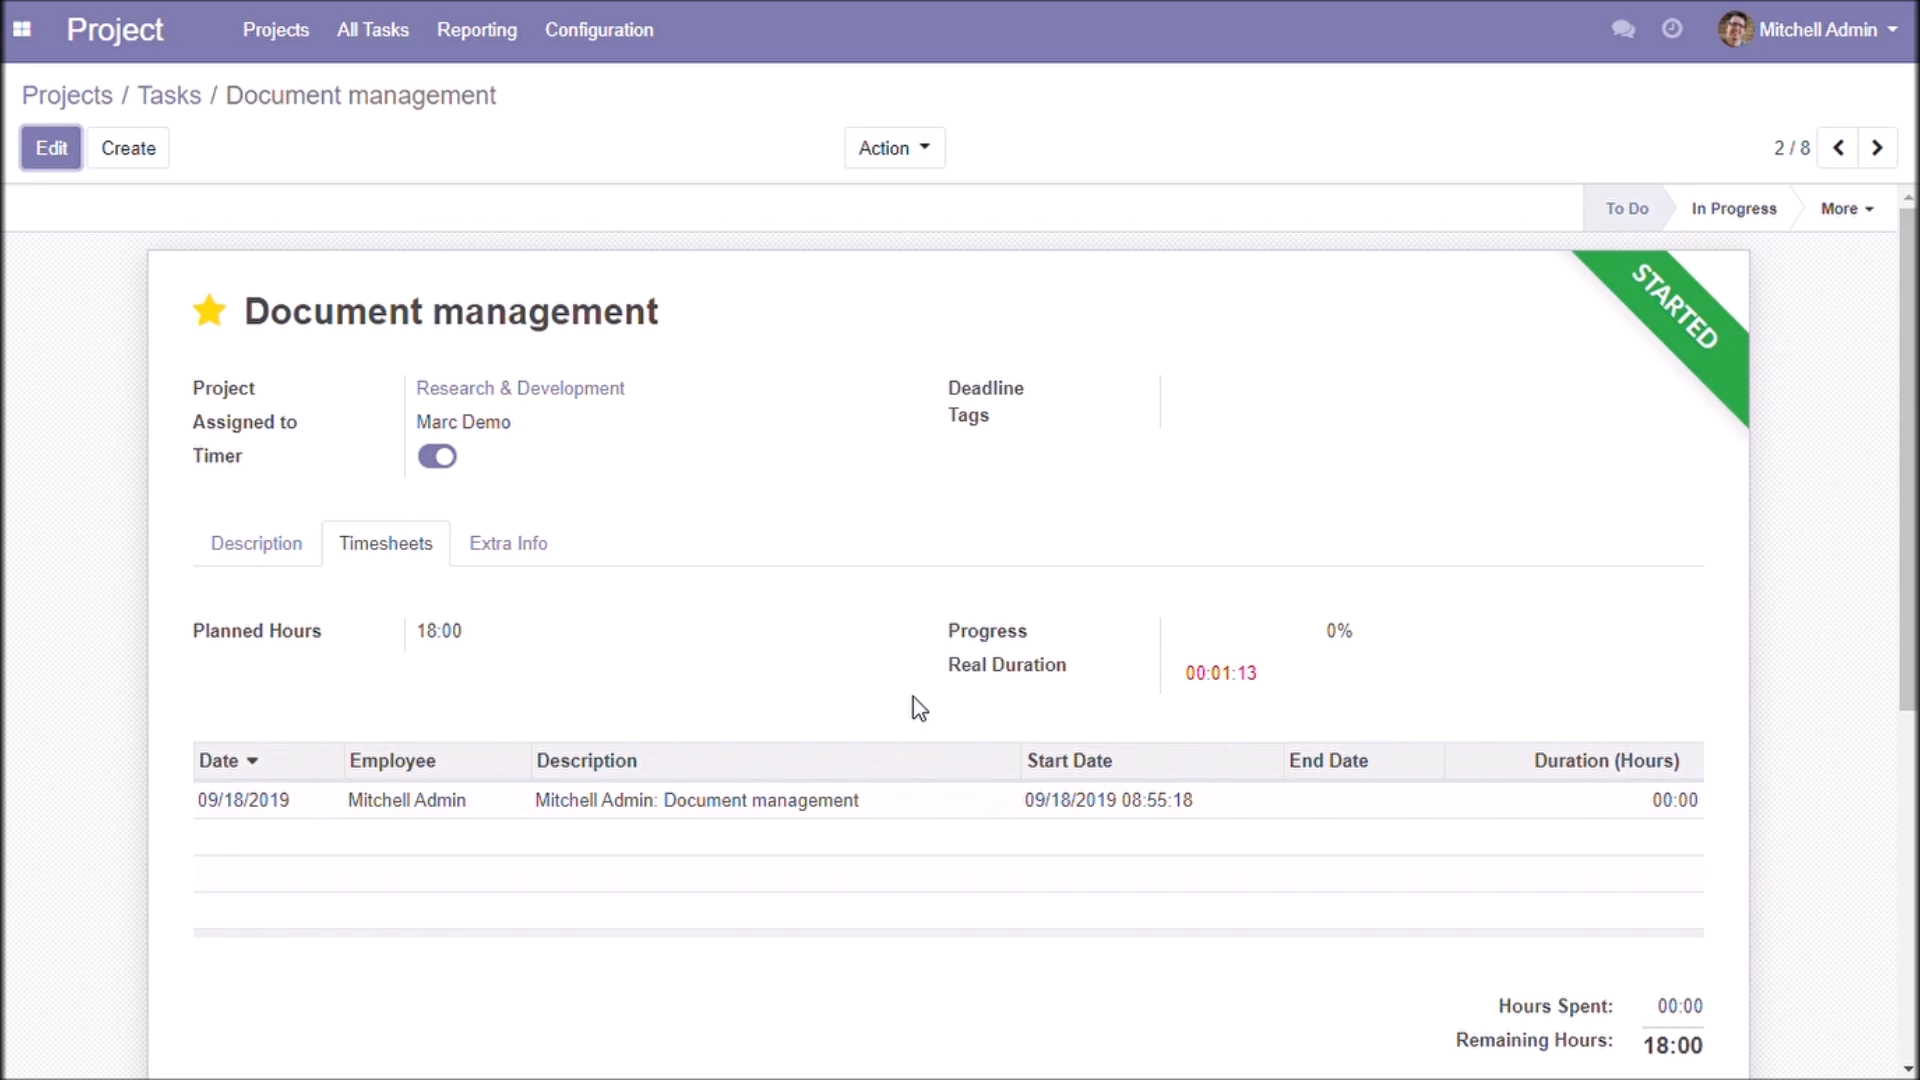 Project Projects All Tasks Reporting Configuration Mitchell Admin
Projects / Tasks / Document management
Edit Create Action 2 / 8
To Do In Progress More
STARTED
Document management
Project Research & Development Deadline
Assigned to Marc Demo Tags
Timer
Description Timesheets Extra Info
Planned Hours 18:00 Progress 0%
Real Duration 00:01:13
Date Employee Description Start Date End Date Duration (Hours)
09/18/2019 Mitchell Admin Mitchell Admin: Document management 09/18/2019 08:55:18 00:00
Hours Spent: 00:00
Remaining Hours: 18:00